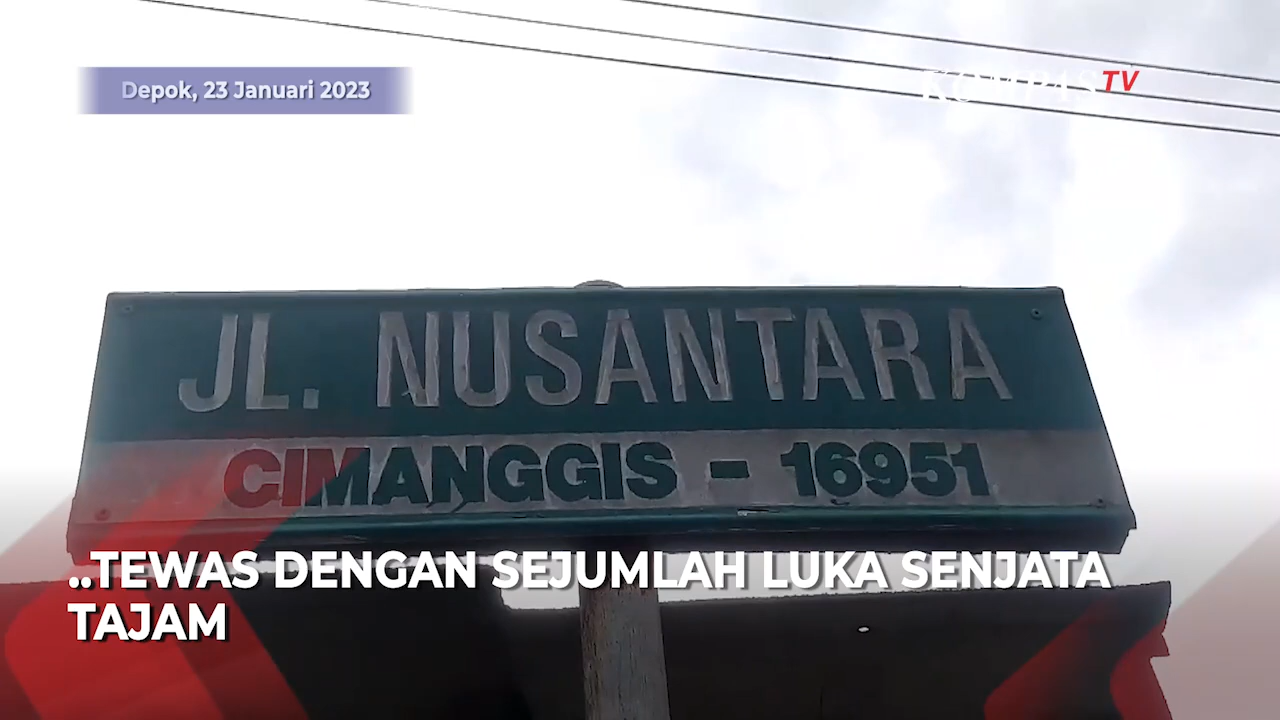 Depok, 23 Januari 2023
KOMPAS TV
JL. NUSANTARA
CIMANGGIS - 16951
..TEWAS DENGAN SEJUMLAH LUKA SENJATA
TAJAM